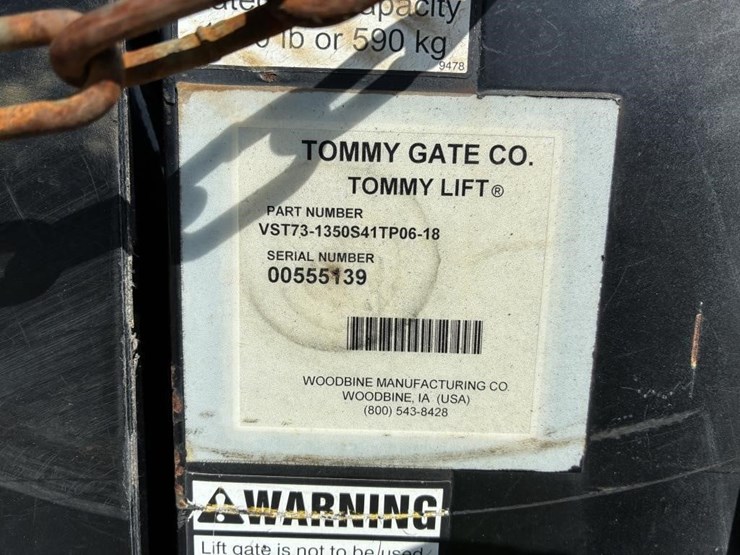 lb or 590 kg
9478
TOMMY GATE CO.
TOMMY LIFT®
PART NUMBER
VST73-1350S41TP06-18
SERIAL NUMBER
00555139
WOODBINE MANUFACTURING CO
WOODBINE, IA (USA)
(800) 543-8428
WARNING
Lift gate is not to be used